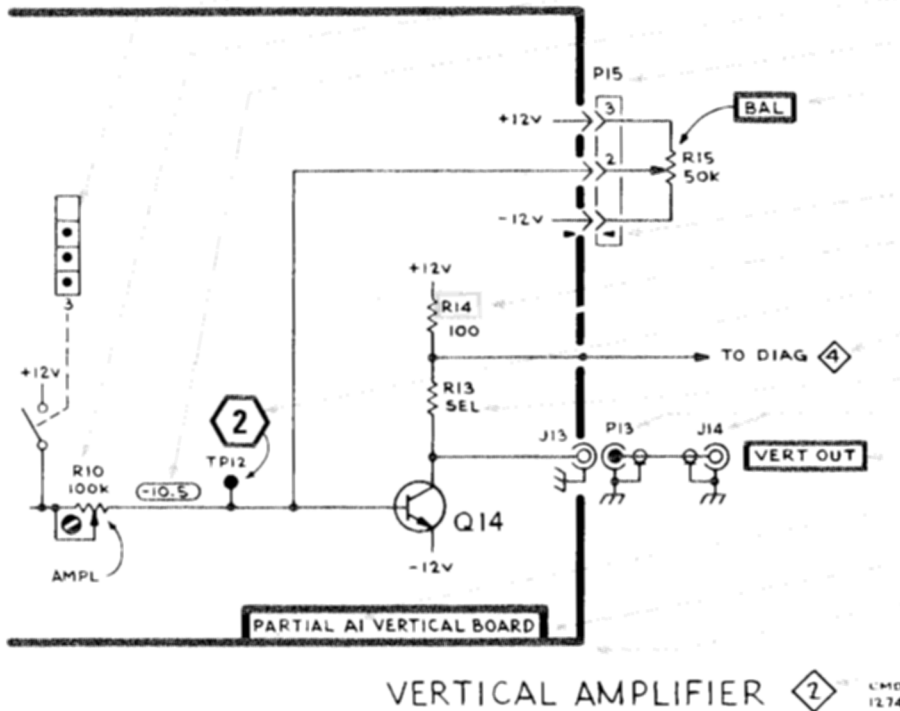 P15
3
+12V
BAL
2
R15
50K
-12V
3
+12V
R14
100
TO DIAG 4
+12V
R13
SEL
2
TP12
J13
P13
J14
VERT OUT
R10
100K
-10.5
Q14
AMPL
-12V
PARTIAL A1 VERTICAL BOARD
VERTICAL AMPLIFIER 2
1274